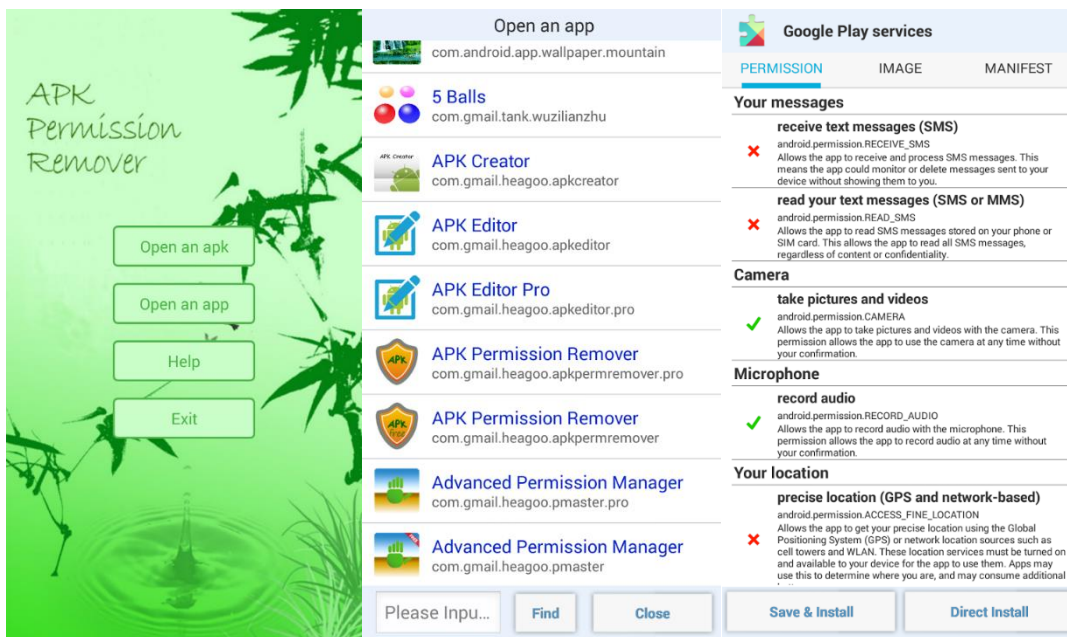 APK
Permission
Remover
Open an apk
Open an app
Help
Exit
Open an app
com.android.app.wallpaper.mountain
5 Balls
com.gmail.tank.wuzilianzhu
APK Creator
APK Creator
com.gmail.heagoo.apkcreator
APK Editor
com.gmail.heagoo.apkeditor
APK Editor Pro
com.gmail.heagoo.apkeditor.pro
APK
APK Permission Remover
com.gmail.heagoo.apkpermremover.pro
APK
free
APK Permission Remover
com.gmail.heagoo.apkpermremover
Advanced Permission Manager
com.gmail.heagoo.pmaster.pro
Advanced Permission Manager
com.gmail.heagoo.pmaster
Please Inpu...
Find
Close
Google Play services
PERMISSION IMAGE MANIFEST
Your messages
receive text messages (SMS)
android.permission.RECEIVE_SMS
Allows the app to receive and process SMS messages. This
means the app could monitor or delete messages sent to your
device without showing them to you.
read your text messages (SMS or MMS)
android.permission.READ_SMS
Allows the app to read SMS messages stored on your phone or
SIM card. This allows the app to read all SMS messages,
regardless of content or confidentiality.
Camera
take pictures and videos
android.permission.CAMERA
Allows the app to take pictures and videos with the camera. This
permission allows the app to use the camera at any time without
your confirmation.
Microphone
record audio
android.permission.RECORD_AUDIO
Allows the app to record audio with the microphone. This
permission allows the app to record audio at any time without
your confirmation.
Your location
precise location (GPS and network-based)
android.permission.ACCESS_FINE_LOCATION
Allows the app to get your precise location using the Global
Positioning System (GPS) or network location sources such as
cell towers and WLAN. These location services must be turned on
and available to your device for the app to use them. Apps may
use this to determine where you are, and may consume additional
Save & Install
Direct Install